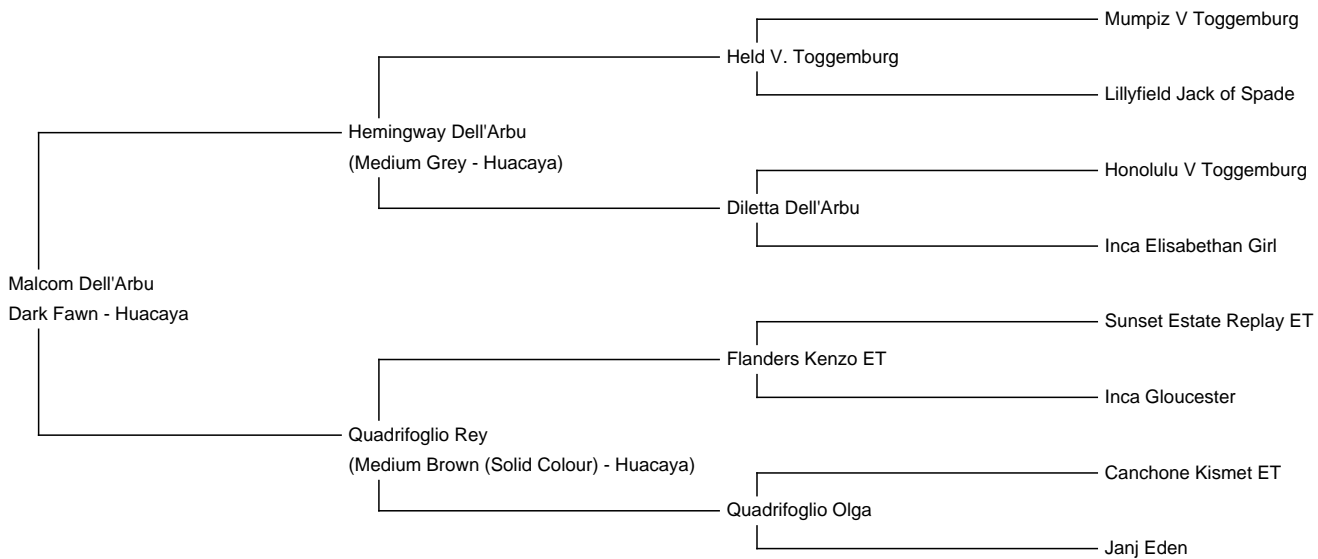 Mumpiz V Toggemburg
Held V. Toggemburg
Lillyfield Jack of Spade
Hemingway Dell'Arbu
(Medium Grey - Huacaya)
Honolulu V Toggemburg
Diletta Dell'Arbu
Inca Elisabethan Girl
Malcom Dell'Arbu
Dark Fawn - Huacaya
Sunset Estate Replay ET
Flanders Kenzo ET
Inca Gloucester
Quadrifoglio Rey
(Medium Brown (Solid Colour) - Huacaya)
Canchone Kismet ET
Quadrifoglio Olga
Janj Eden